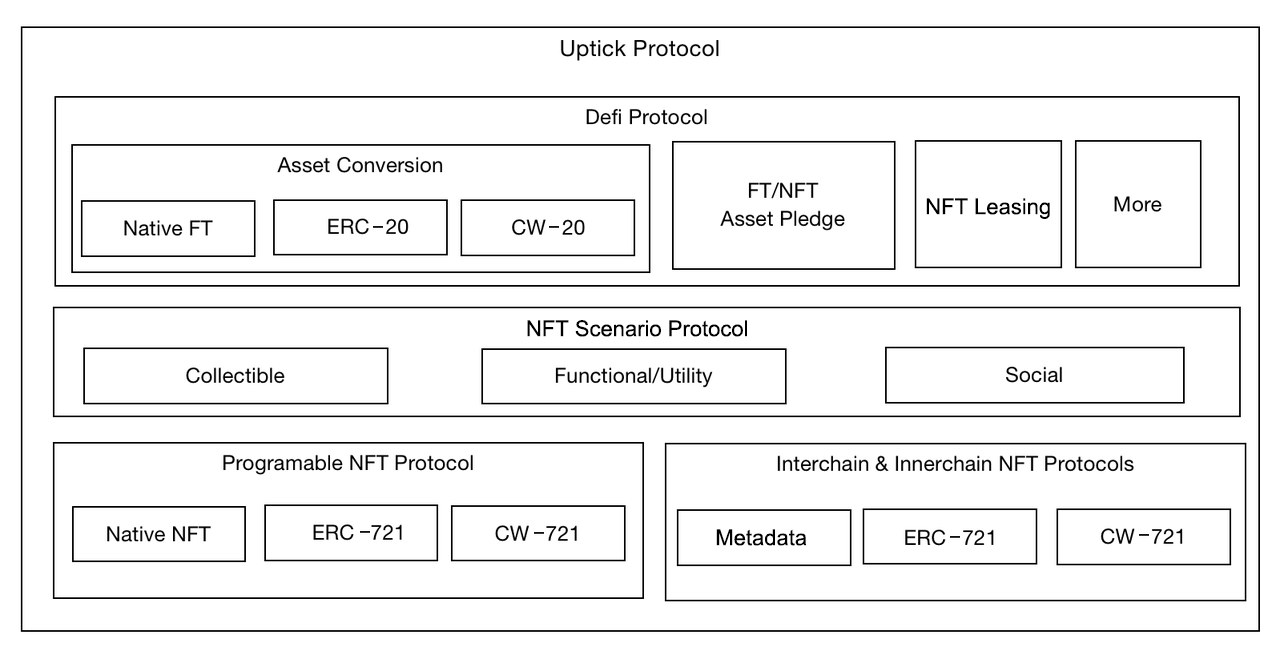 Uptick Protocol
Defi Protocol
Asset Conversion
Native FT
ERC-20
CW-20
FT/NFT
Asset Pledge
NFT Leasing
More
NFT Scenario Protocol
Collectible
Functional/Utility
Social
Programable NFT Protocol
Native NFT
ERC -721
CW -721
Interchain & Innerchain NFT Protocols
Metadata
ERC -721
CW -721